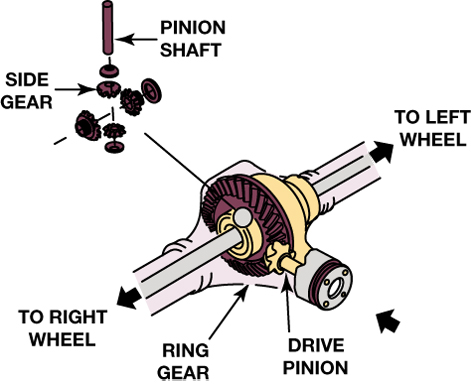 PINION
SHAFT
SIDE
GEAR
TO LEFT
WHEEL
TO RIGHT
WHEEL
RING
GEAR
DRIVE
PINION